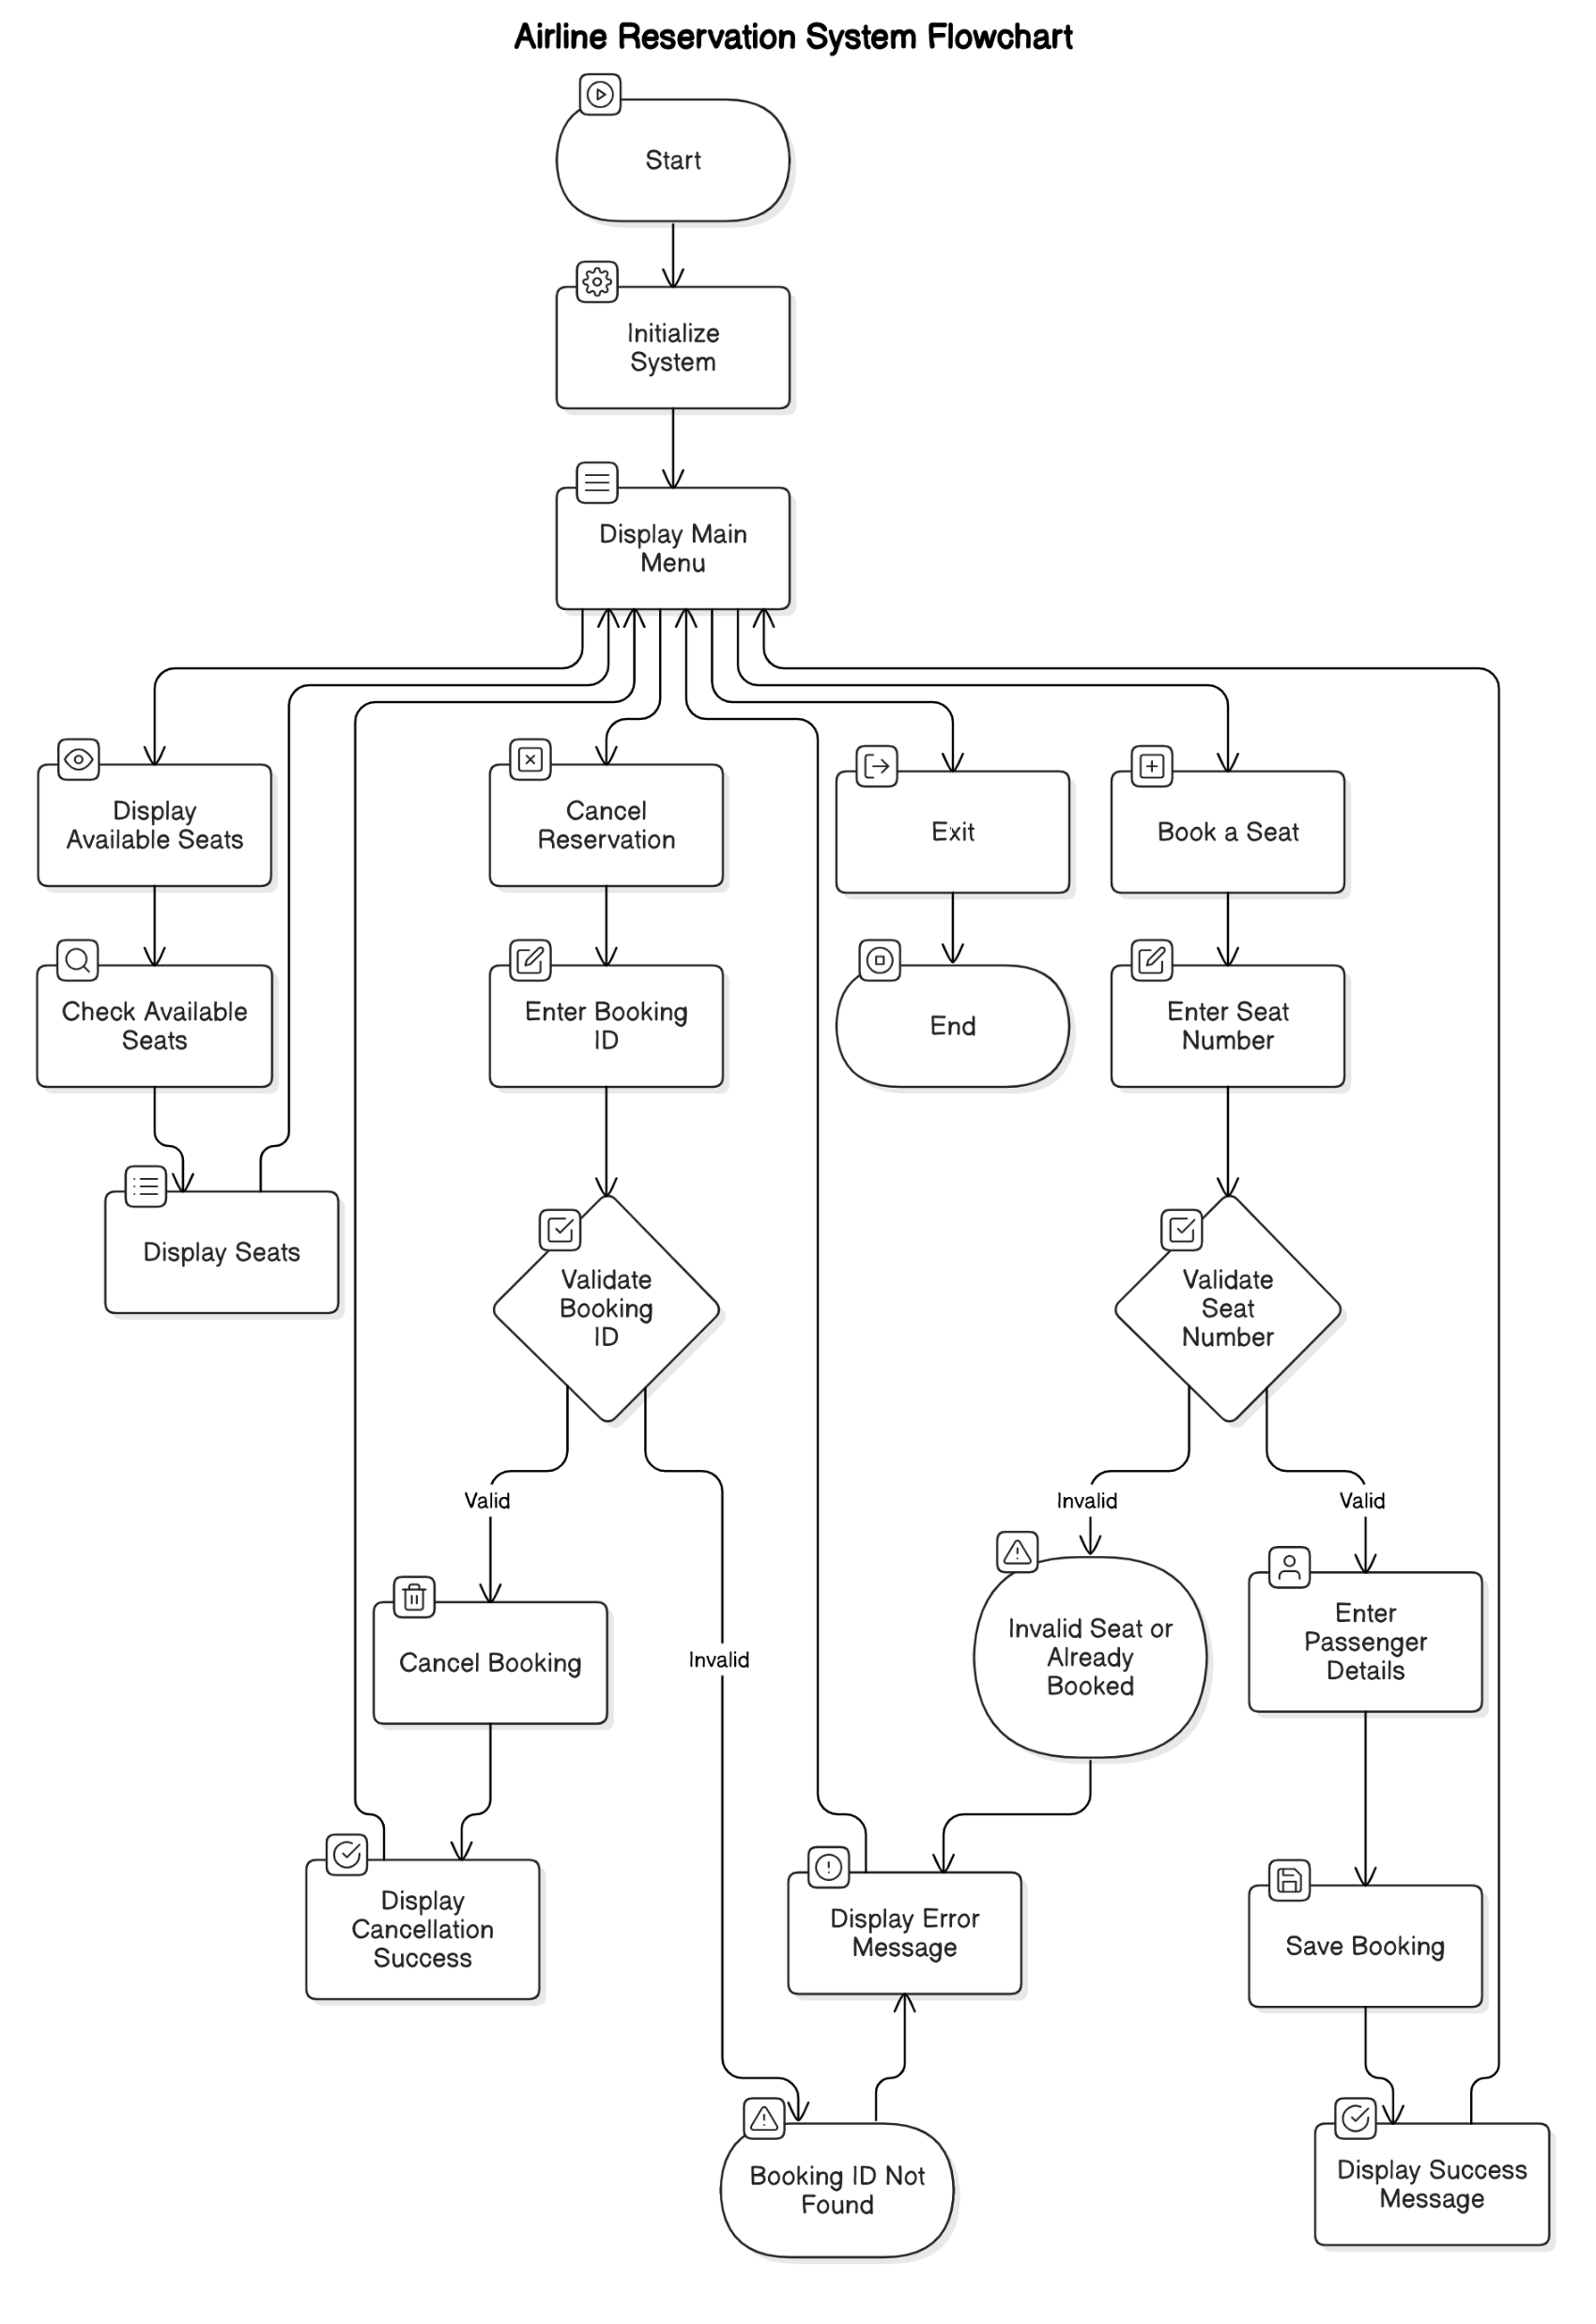 Airline Reservation System Flowchart
Start
Initialize
System
Display Main
Menu
Display
Available Seats
Cancel
Reservation
Exit
Book a Seat
Check Available
Seats
Enter Booking
ID
End
Enter Seat
Number
Display Seats
Validate
Booking
ID
Validate
Seat
Number
Valid
Invalid
Valid
Invalid Seat or
Already
Booked
Enter
Passenger
Details
Cancel Booking
Invalid
Display
Cancellation
Success
Display Error
Message
Save Booking
Booking ID Not
Found
Display Success
Message